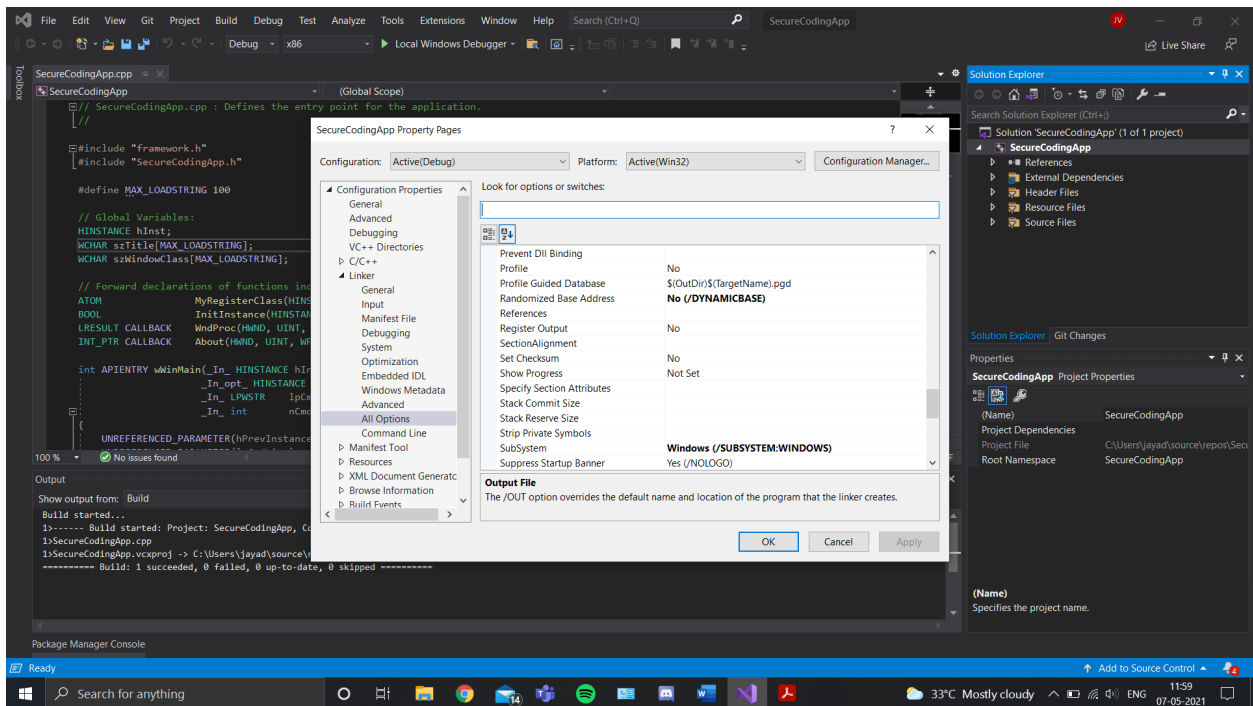 File Edit View Git Project Build Debug Test Analyze Tools Extensions Window Help Search (Ctrl+Q) SecureCodingApp JV
Debug x86 Local Windows Debugger Live Share
Toolbox
SecureCodingApp.cpp
SecureCodingApp (Global Scope)
// SecureCodingApp.cpp : Defines the entry point for the application.
//
#include "framework.h"
#include "SecureCodingApp.h"
#define MAX_LOADSTRING 100
// Global Variables:
HINSTANCE hInst;
WCHAR szTitle[MAX_LOADSTRING];
WCHAR szWindowClass[MAX_LOADSTRING];
// Forward declarations of functions inc
ATOM MyRegisterClass(HINS
BOOL InitInstance(HINSTAN
LRESULT CALLBACK WndProc(HWND, UINT,
INT_PTR CALLBACK About(HWND, UINT, WP
int APIENTRY wWinMain(_In_ HINSTANCE hIn
_In_opt_ HINSTANCE
_In_ LPWSTR lpCm
_In_ int nCmd
{
UNREFERENCED_PARAMETER(hPrevInstance
100 % No issues found
Output
Show output from: Build
Build started...
1>------ Build started: Project: SecureCodingApp, Co
1>SecureCodingApp.cpp
1>SecureCodingApp.vcxproj -> C:\Users\jayad\source\r
========== Build: 1 succeeded, 0 failed, 0 up-to-date, 0 skipped ==========
Package Manager Console
SecureCodingApp Property Pages ? ×
Configuration: Active(Debug) Platform: Active(Win32) Configuration Manager...
Configuration Properties
General
Advanced
Debugging
VC++ Directories
C/C++
Linker
General
Input
Manifest File
Debugging
System
Optimization
Embedded IDL
Windows Metadata
Advanced
All Options
Command Line
Manifest Tool
Resources
XML Document Generatc
Browse Information
Build Events
Look for options or switches:
Prevent Dll Binding
Profile No
Profile Guided Database $(OutDir)$(TargetName).pgd
Randomized Base Address No (/DYNAMICBASE)
References
Register Output No
SectionAlignment
Set Checksum No
Show Progress Not Set
Specify Section Attributes
Stack Commit Size
Stack Reserve Size
Strip Private Symbols
SubSystem Windows (/SUBSYSTEM:WINDOWS)
Suppress Startup Banner Yes (/NOLOGO)
Output File
The /OUT option overrides the default name and location of the program that the linker creates.
OK Cancel Apply
Solution Explorer
Search Solution Explorer (Ctrl+;)
Solution 'SecureCodingApp' (1 of 1 project)
SecureCodingApp
References
External Dependencies
Header Files
Resource Files
Source Files
Solution Explorer Git Changes
Properties
SecureCodingApp Project Properties
(Name) SecureCodingApp
Project Dependencies
Project File C:\Users\jayad\source\repos\Secu
Root Namespace SecureCodingApp
(Name)
Specifies the project name.
Ready Add to Source Control 4
Search for anything 14 33°C Mostly cloudy ENG 11:59
07-05-2021